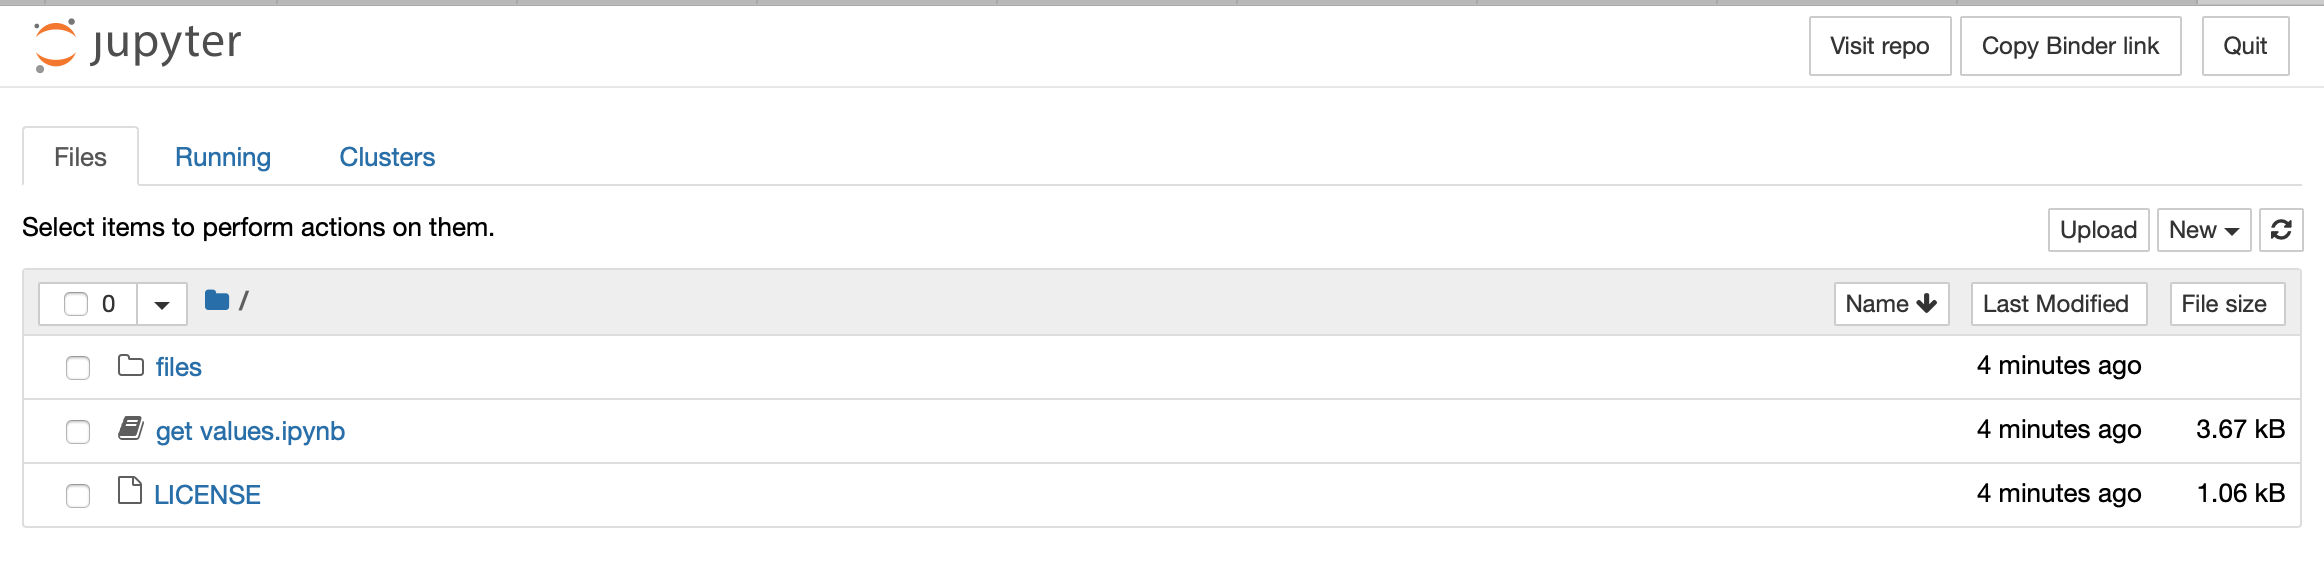 jupyter
Visit repo Copy Binder link Quit
Files Running Clusters
Select items to perform actions on them.
Upload New
0 / Name Last Modified File size
files 4 minutes ago
get values.ipynb 4 minutes ago 3.67 kB
LICENSE 4 minutes ago 1.06 kB